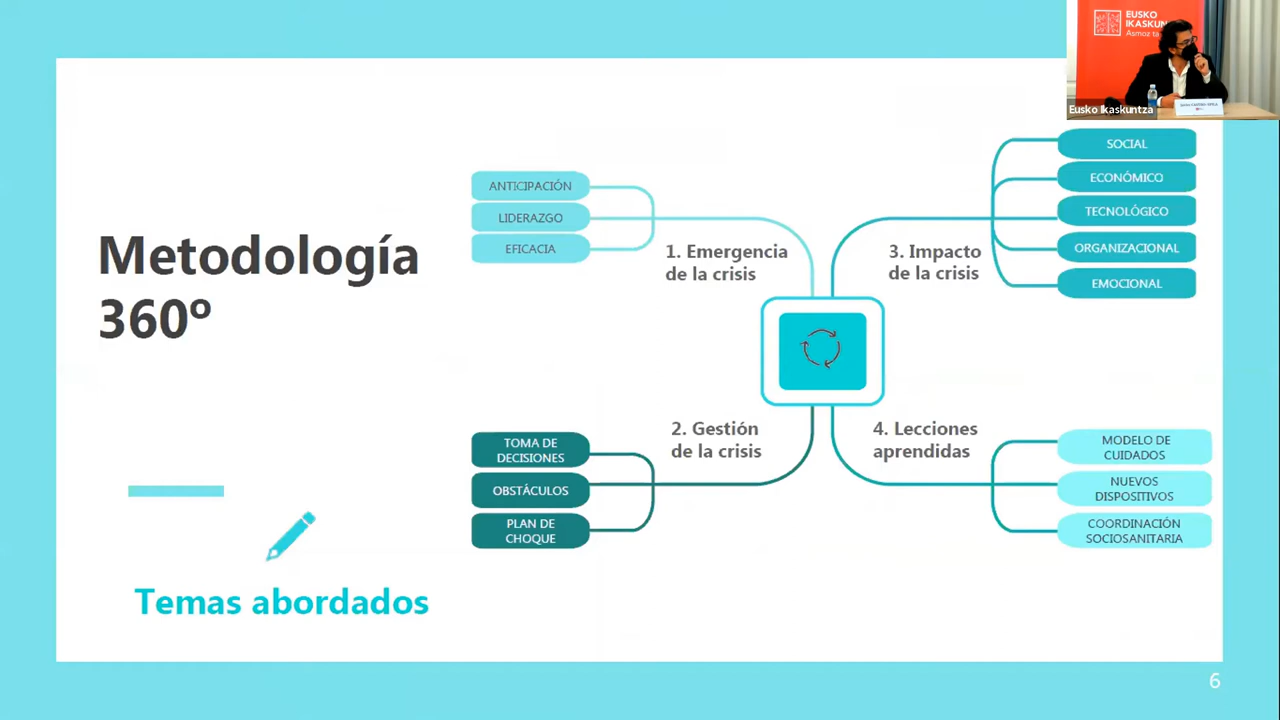 EUSKO
IKASKUN
Asmoz ta
Eusko Ikaskuntza
Metodología
360º
Temas abordados
ANTICIPACIÓN
LIDERAZGO
EFICACIA
1. Emergencia
de la crisis
TOMA DE
DECISIONES
OBSTÁCULOS
PLAN DE
CHOQUE
2. Gestión
de la crisis
SOCIAL
ECONÓMICO
TECNOLÓGICO
ORGANIZACIONAL
EMOCIONAL
3. Impacto
de la crisis
MODELO DE
CUIDADOS
NUEVOS
DISPOSITIVOS
COORDINACIÓN
SOCIOSANITARIA
4. Lecciones
aprendidas
6